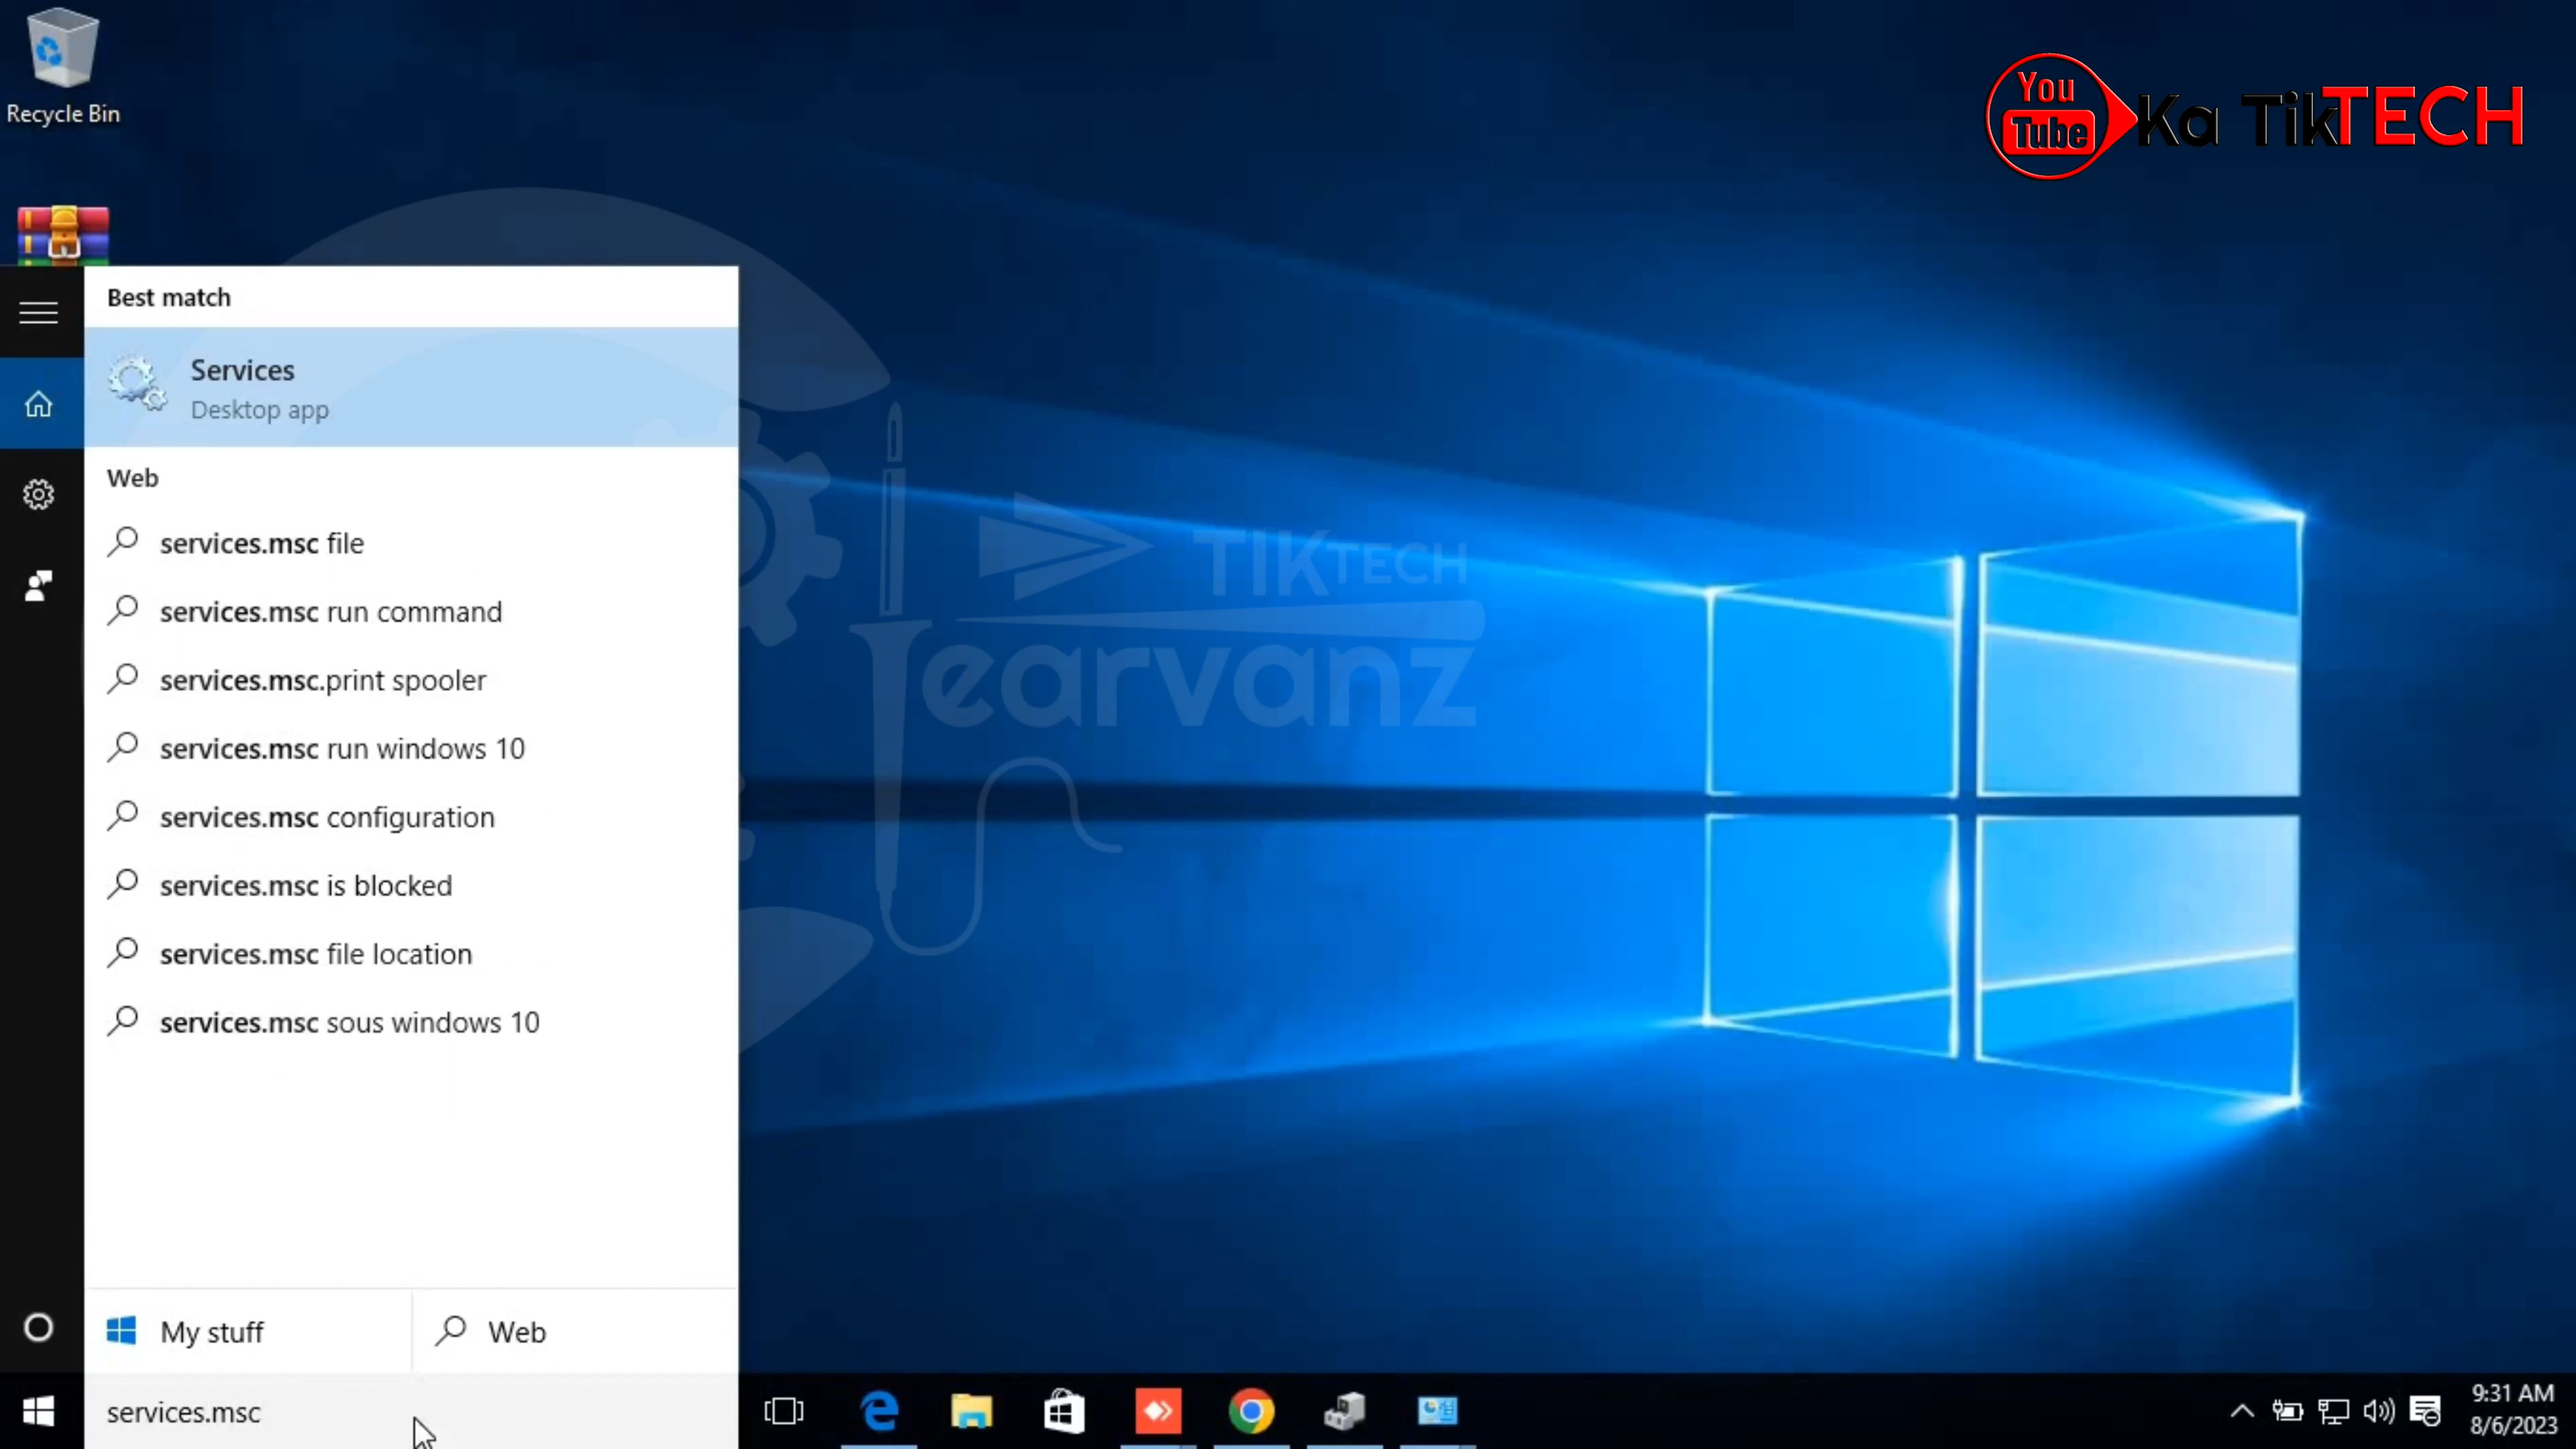 Recycle Bin
You
Tube
Ka TikTECH
Best match
Services
Desktop app
Web
services.msc file
services.msc run command
services.msc.print spooler
services.msc run windows 10
services.msc configuration
services.msc is blocked
services.msc file location
services.msc sous windows 10
TIKTECH
earvanz
My stuff
Web
services.msc
9:31 AM
8/6/2023